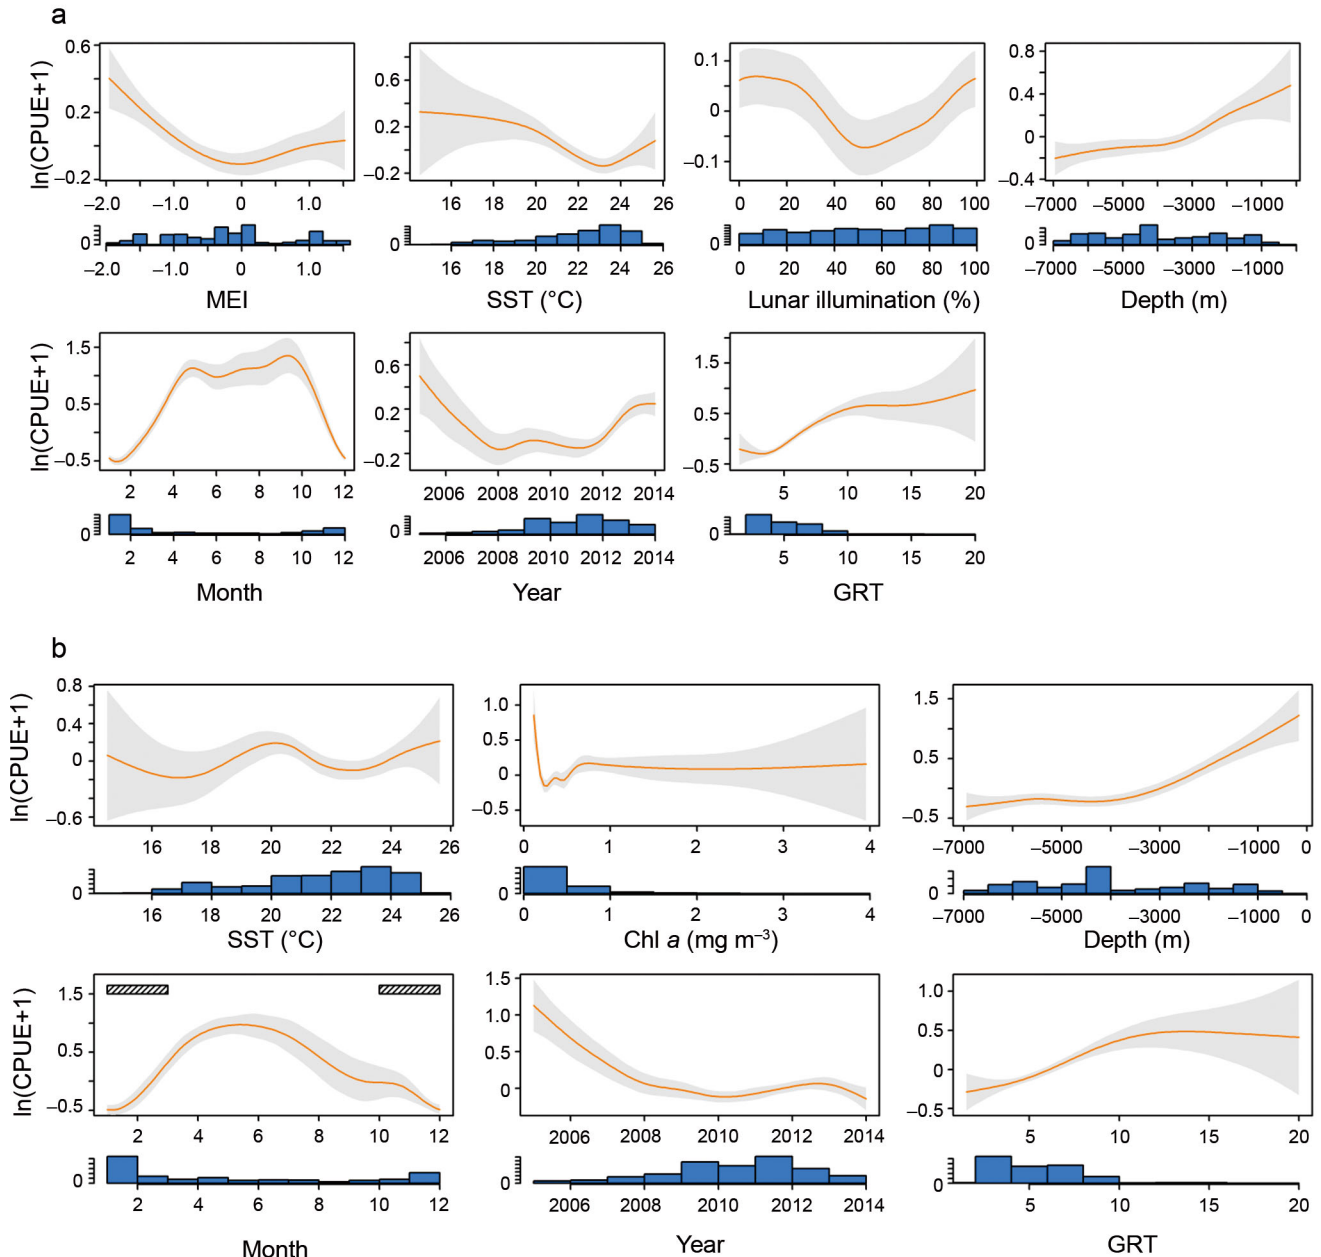 a
ln(CPUE+1)
0.6
0.2
–0.2
–2.0 –1.0 0 1.0
0
–2.0 –1.0 0 1.0
MEI
0.6
0.2
–0.2
16 18 20 22 24 26
0
16 18 20 22 24 26
SST (°C)
0.1
0
–0.1
0 20 40 60 80 100
0
0 20 40 60 80 100
Lunar illumination (%)
0.8
0.4
0
–0.4
–7000 –5000 –3000 –1000
0
–7000 –5000 –3000 –1000
Depth (m)
ln(CPUE+1)
1.5
0.5
–0.5
2 4 6 8 10 12
0
2 4 6 8 10 12
Month
0.6
0.2
–0.2
2006 2008 2010 2012 2014
0
2006 2008 2010 2012 2014
Year
1.5
0.5
–0.5
5 10 15 20
0
5 10 15 20
GRT
b
ln(CPUE+1)
0.8
0.4
0
–0.6
16 18 20 22 24 26
0
16 18 20 22 24 26
SST (°C)
1.0
0.5
0
–0.5
0 1 2 3 4
0
0 1 2 3 4
Chl a (mg m–3)
1.5
0.5
–0.5
–7000 –5000 –3000 –1000 0
0
–7000 –5000 –3000 –1000 0
Depth (m)
ln(CPUE+1)
1.5
0.5
–0.5
2 4 6 8 10 12
0
2 4 6 8 10 12
Month
1.5
1.0
0.5
0
2006 2008 2010 2012 2014
0
2006 2008 2010 2012 2014
Year
1.0
0.5
0
–0.5
5 10 15 20
0
5 10 15 20
GRT